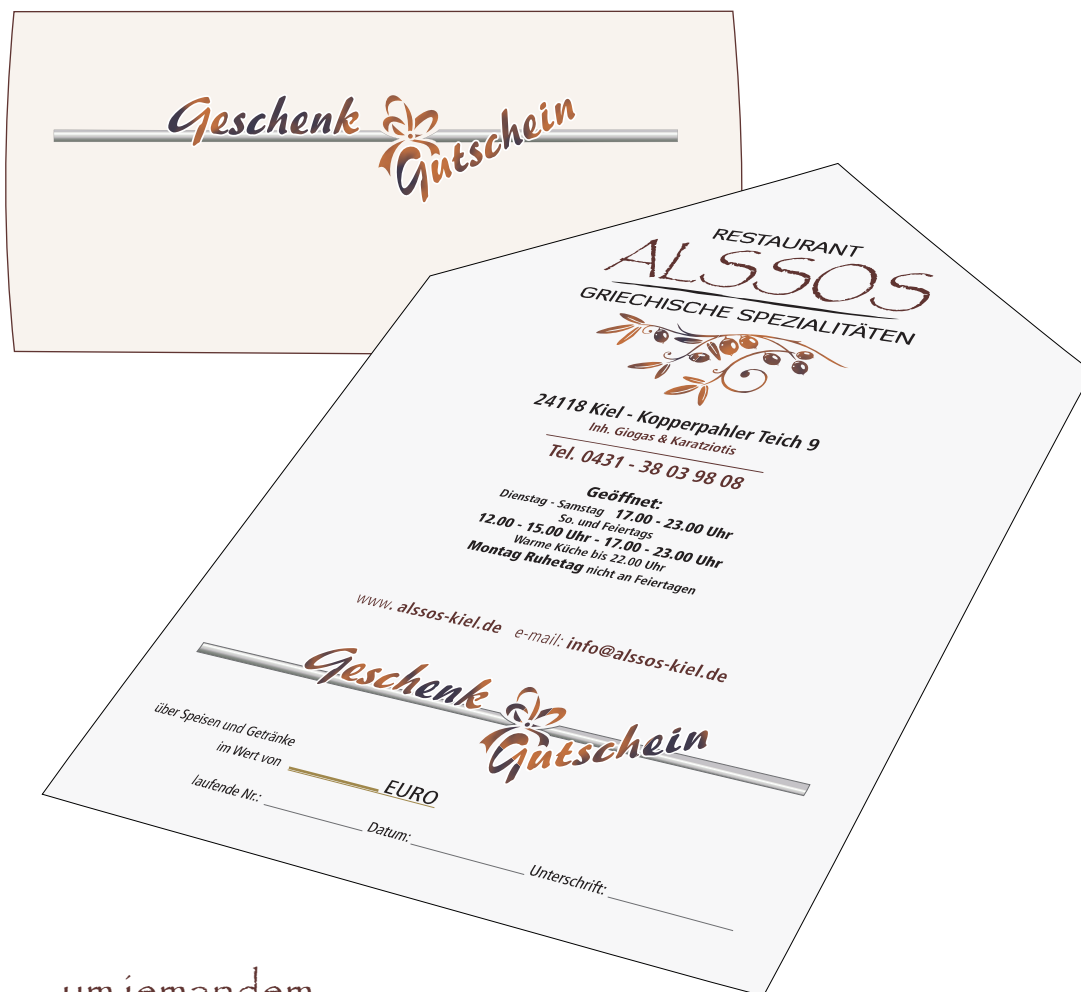 Geschenk
Gutschein
RESTAURANT
ALSSOS
GRIECHISCHE SPEZIALITÄTEN
24118 Kiel - Kopperpahler Teich 9
Inh. Giogas & Karatziotis
Tel. 0431 - 38 03 98 08
Geöffnet:
Dienstag - Samstag 17.00 - 23.00 Uhr
So. und Feiertags
12.00 - 15.00 Uhr - 17.00 - 23.00 Uhr
Warme Küche bis 22.00 Uhr
Montag Ruhetag nicht an Feiertagen
www. alssos-kiel.de e-mail: info@alssos-kiel.de
Geschenk
Gutschein
über Speisen und Getränke
im Wert von EURO
laufende Nr.: Datum: Unterschrift:
um jemandem